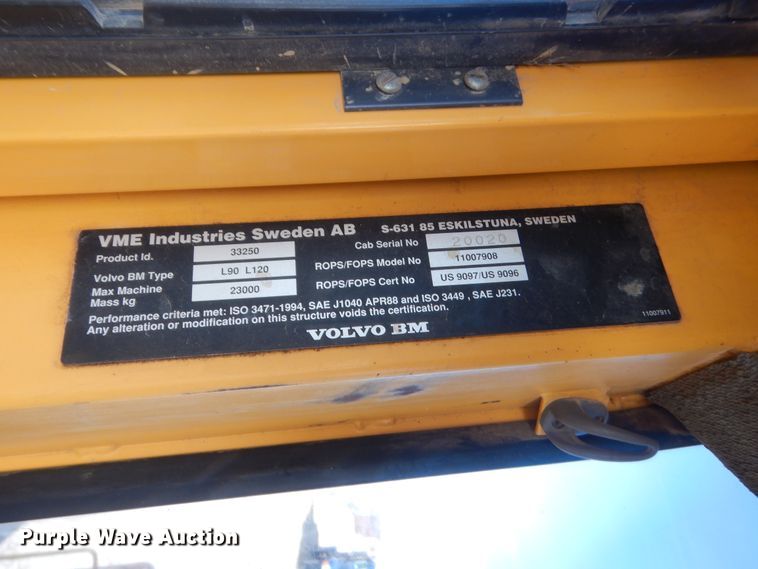 VME Industries Sweden AB S-631 85 ESKILSTUNA, SWEDEN
Product Id. 33250 Cab Serial No 20020
Volvo BM Type L90 L120 ROPS/FOPS Model No 11007908
Max Machine Mass kg 23000 ROPS/FOPS Cert No US 9097/US 9096
Performance criteria met: ISO 3471-1994, SAE J1040 APR88 and ISO 3449 , SAE J231.
Any alteration or modification on this structure voids the certification.
VOLVO BM
11007911
Purple Wave Auction